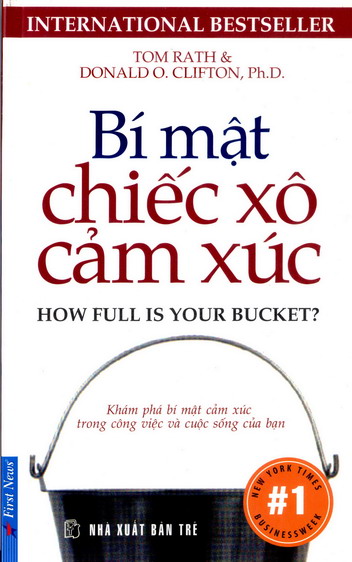 INTERNATIONAL BESTSELLER
TOM RATH &
DONALD O. CLIFTON, Ph.D.
Bí mật
chiếc xô
cảm xúc
HOW FULL IS YOUR BUCKET?
Khám phá bí mật cảm xúc
trong công việc và cuộc sống của bạn
NEW YORK TIMES
#1
BUSINESSWEEK
First News
NHÀ XUẤT BẢN TRẺ